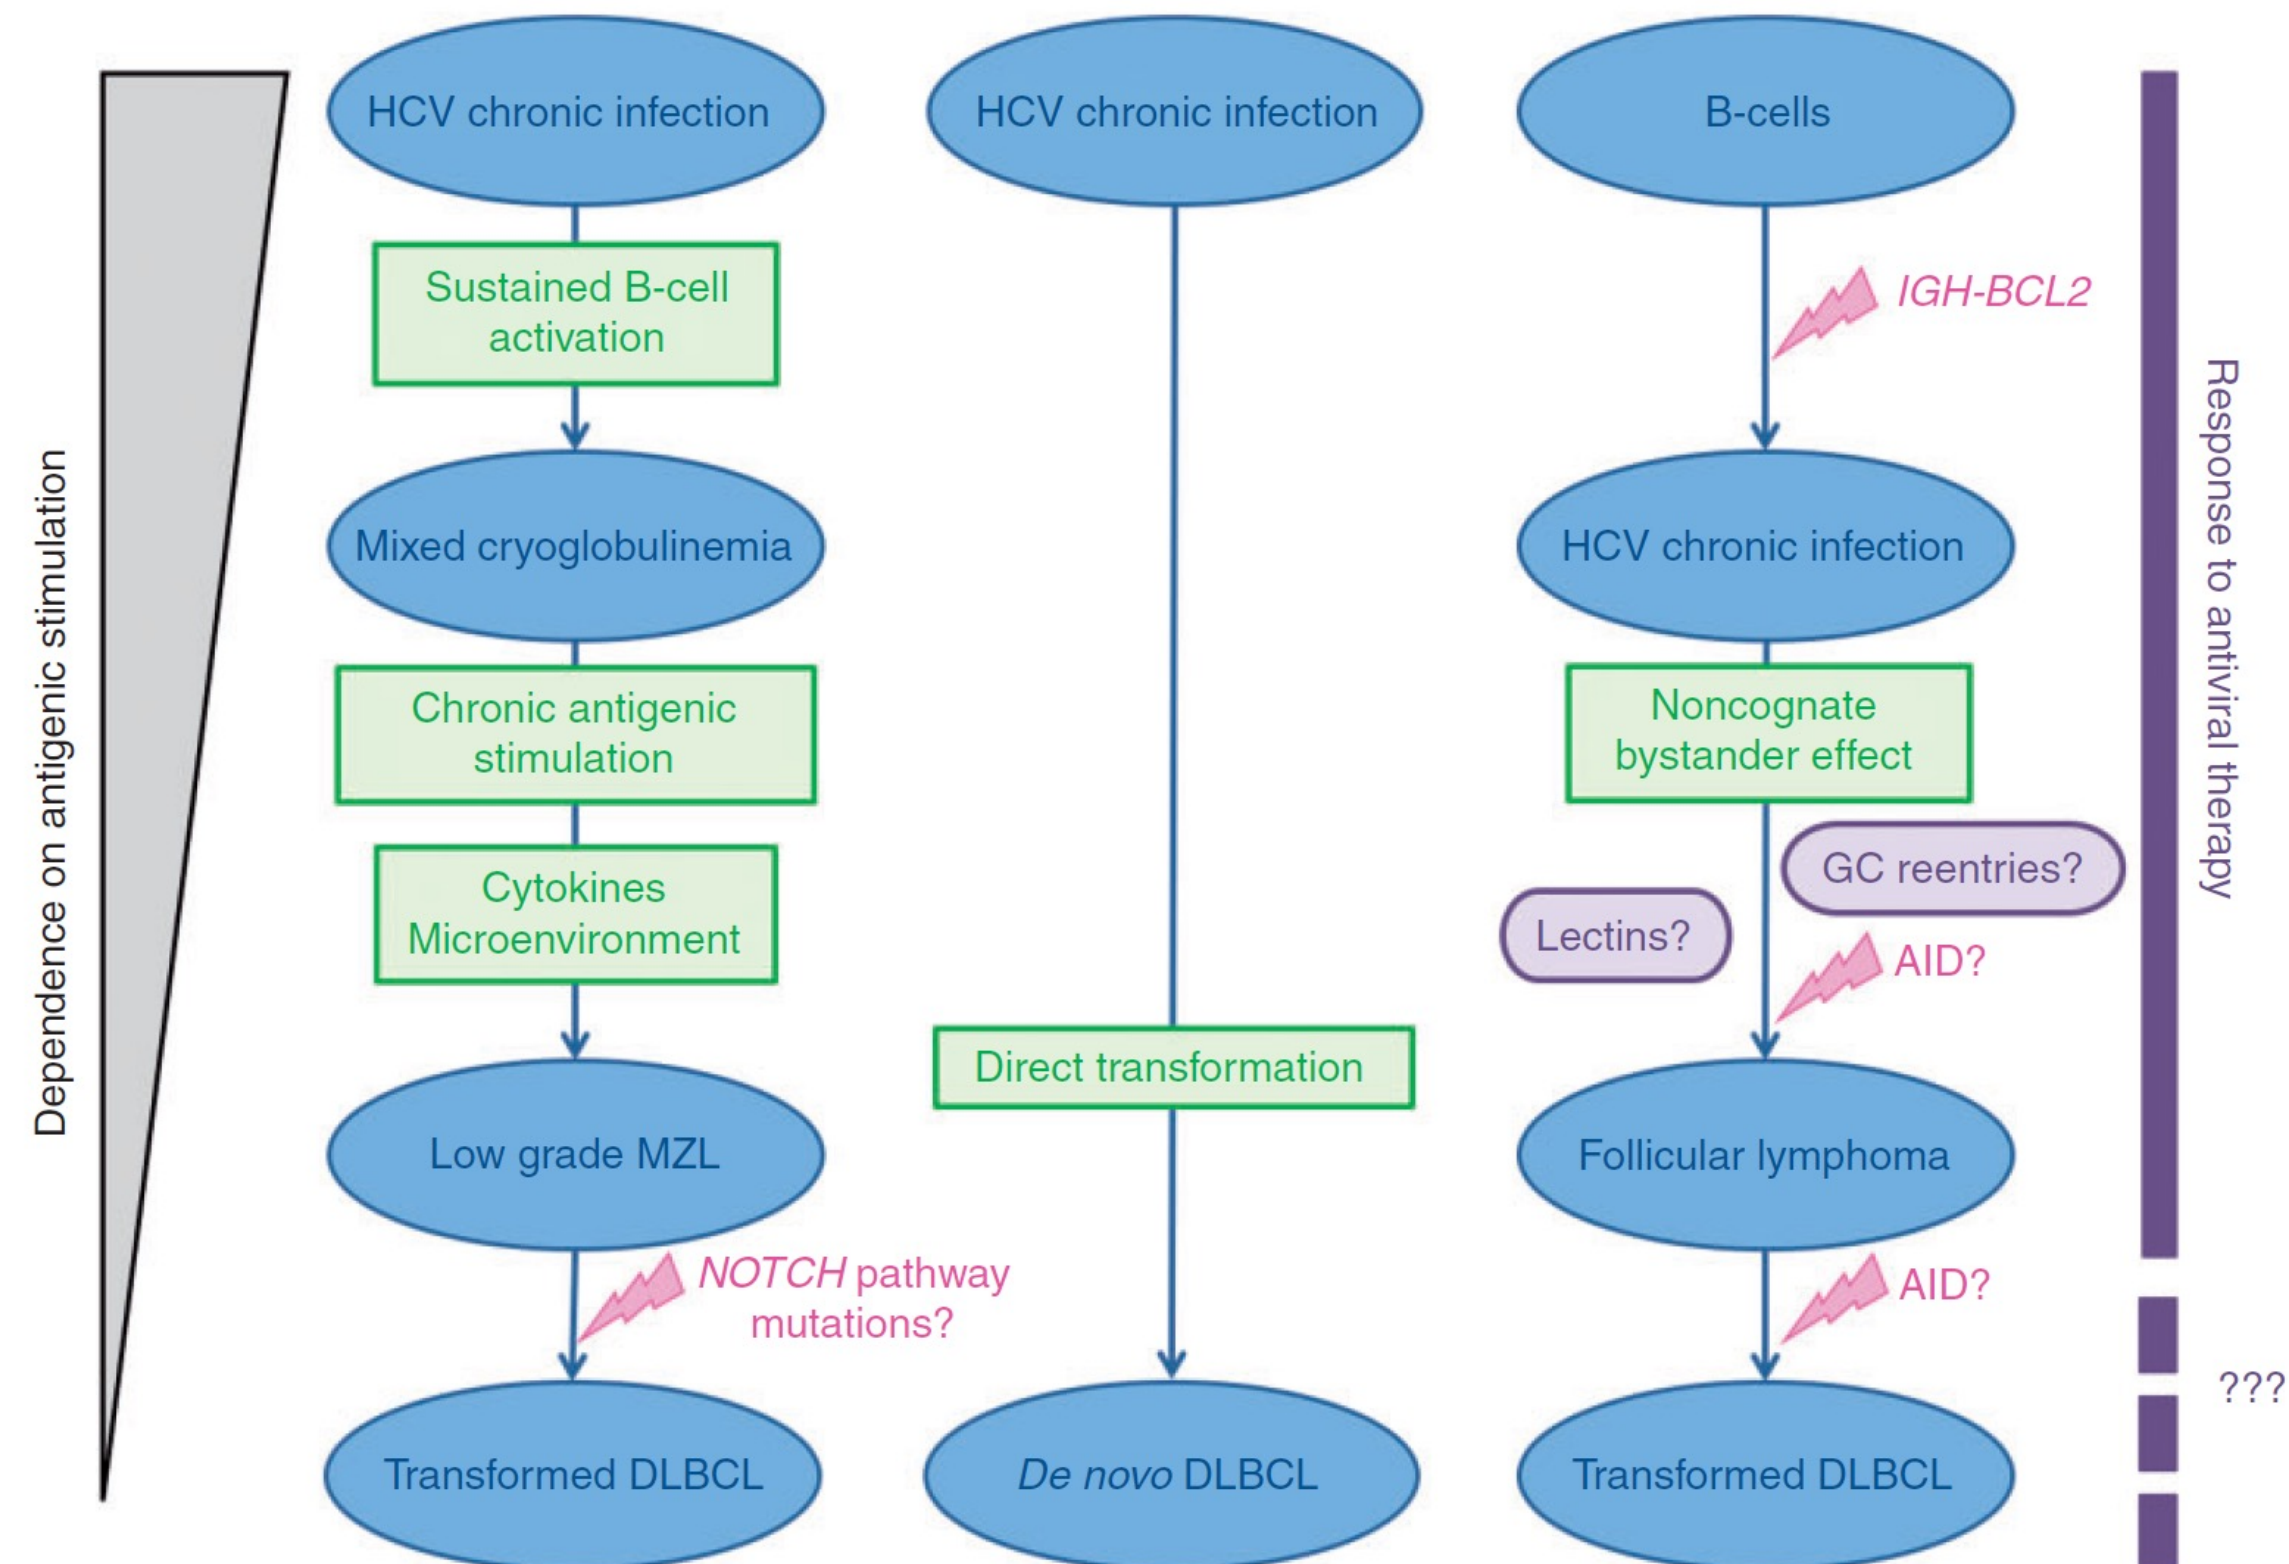 Dependence on antigenic stimulation
HCV chronic infection
Sustained B-cell
activation
Mixed cryoglobulinemia
Chronic antigenic
stimulation
Cytokines
Microenvironment
Low grade MZL
NOTCH pathway
mutations?
Transformed DLBCL
HCV chronic infection
Direct transformation
De novo DLBCL
B-cells
IGH-BCL2
HCV chronic infection
Noncognate
bystander effect
GC reentries?
Lectins?
AID?
Follicular lymphoma
AID?
Transformed DLBCL
Response to antiviral therapy
???